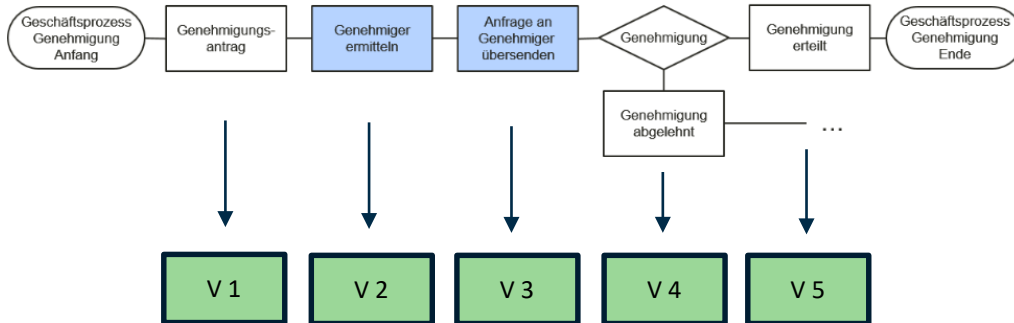 Geschäftsprozess
Genehmigung
Anfang
Genehmigungs-
antrag
Genehmiger
ermitteln
Anfrage an
Genehmiger
übersenden
Genehmigung
Genehmigung
erteilt
Geschäftsprozess
Genehmigung
Ende
Genehmigung
abgelehnt
...
V 1
V 2
V 3
V 4
V 5